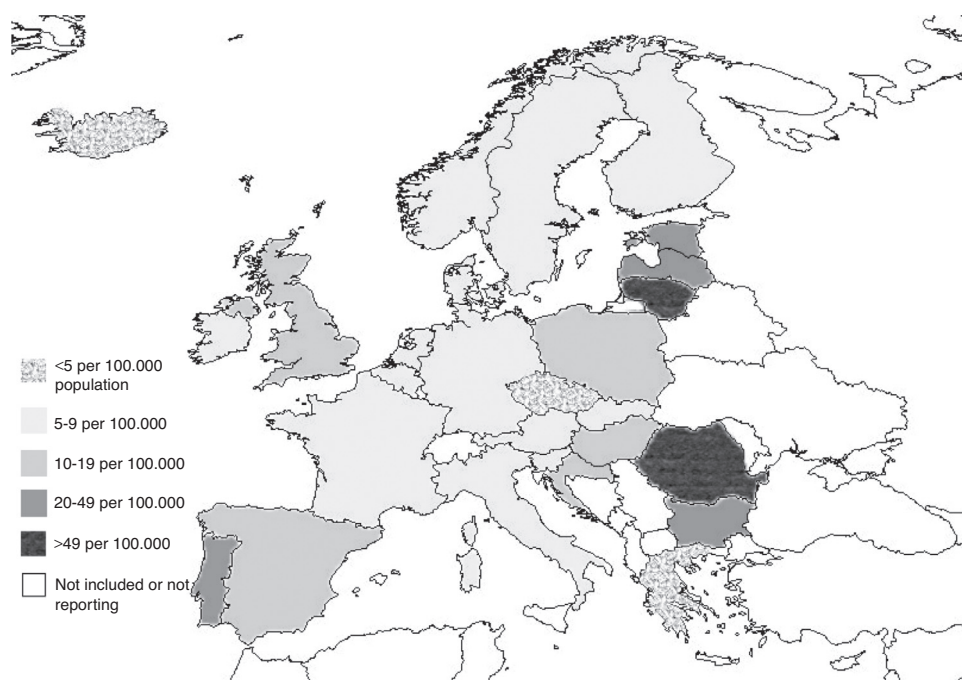 <5 per 100.000
population
5-9 per 100.000
10-19 per 100.000
20-49 per 100.000
>49 per 100.000
Not included or not
reporting